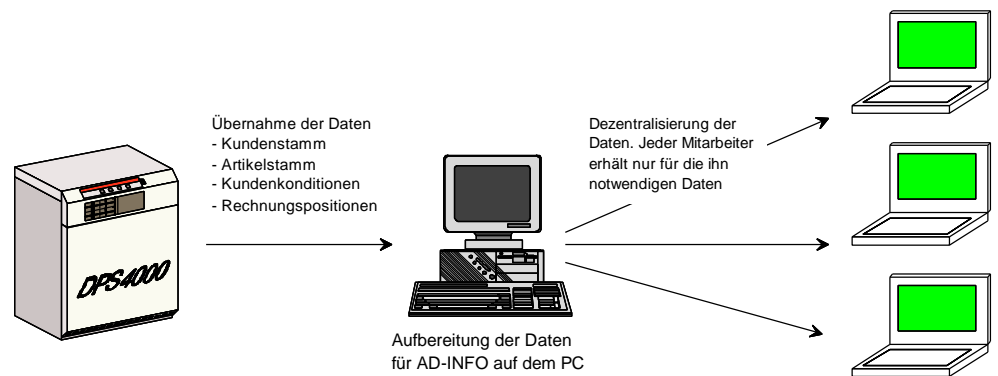 Übernahme der Daten
- Kundenstamm
- Artikelstamm
- Kundenkonditionen
- Rechnungspositionen
DPS4000
Dezentralisierung der
Daten. Jeder Mitarbeiter
erhält nur für die ihn
notwendigen Daten
Aufbereitung der Daten
für AD-INFO auf dem PC